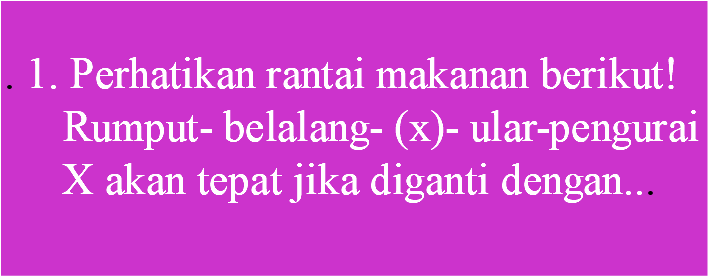 . 1. Perhatikan rantai makanan berikut!
Rumput- belalang- (x)- ular-pengurai
X akan tepat jika diganti dengan...